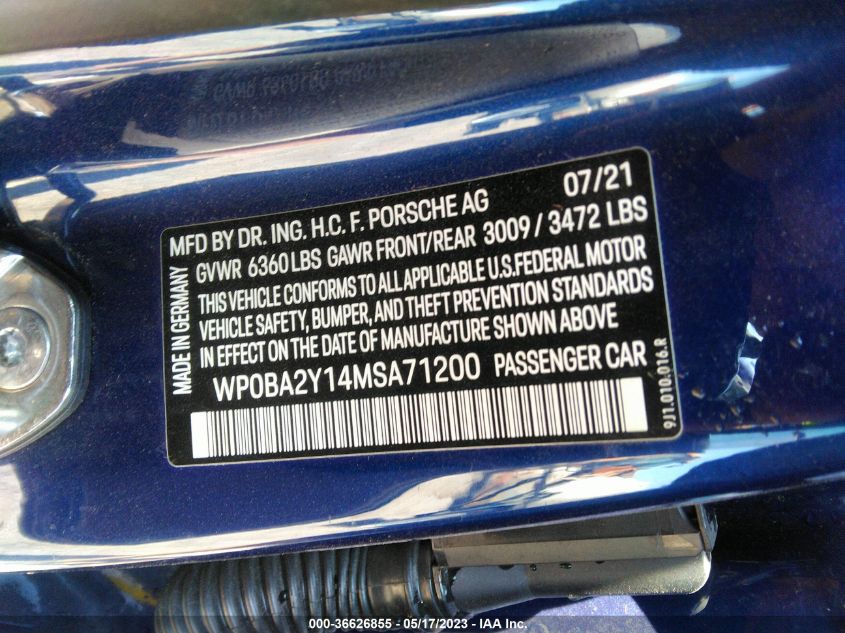 MFD BY DR. ING. H.C. F. PORSCHE AG 07/21
GVWR 6360 LBS GAWR FRONT/REAR 3009 / 3472 LBS
THIS VEHICLE CONFORMS TO ALL APPLICABLE U.S.FEDERAL MOTOR
VEHICLE SAFETY, BUMPER, AND THEFT PREVENTION STANDARDS
IN EFFECT ON THE DATE OF MANUFACTURE SHOWN ABOVE
WP0BA2Y14MSA71200 PASSENGER CAR
MADE IN GERMANY
9J1.010.016.R
000-36626855 - 05/17/2023 - IAA Inc.